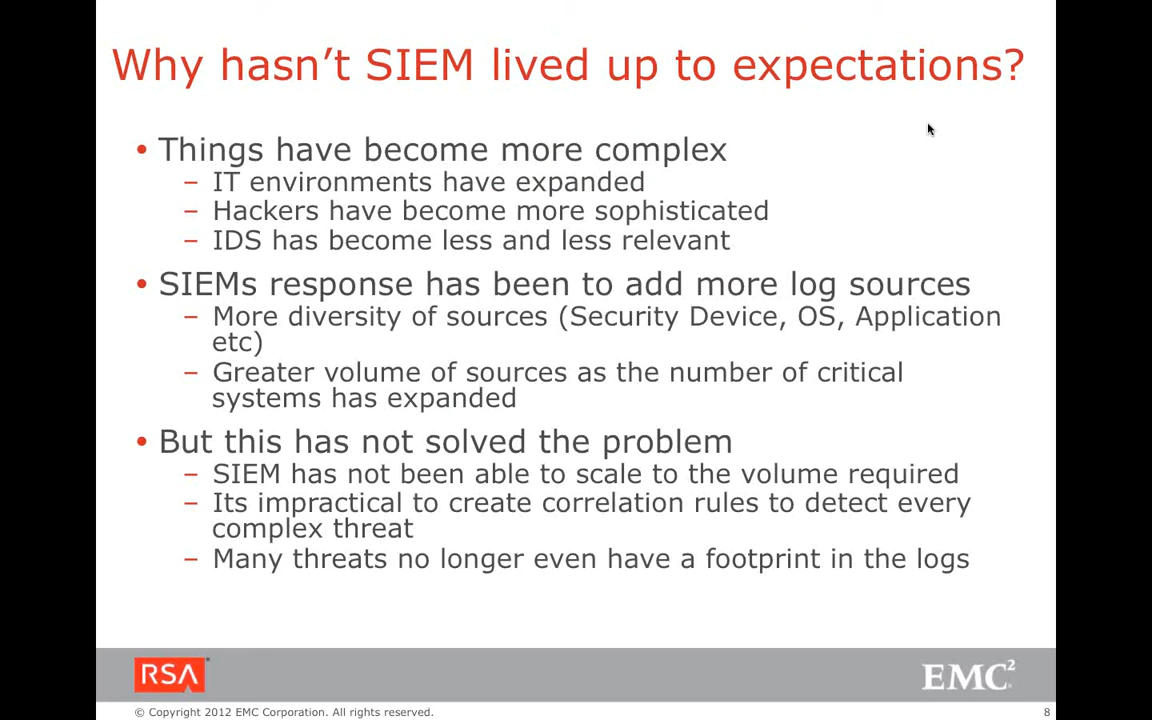 Why hasn’t SIEM lived up to expectations?
• Things have become more complex
– IT environments have expanded
– Hackers have become more sophisticated
– IDS has become less and less relevant
• SIEMs response has been to add more log sources
– More diversity of sources (Security Device, OS, Application
etc)
– Greater volume of sources as the number of critical
systems has expanded
• But this has not solved the problem
– SIEM has not been able to scale to the volume required
– Its impractical to create correlation rules to detect every
complex threat
– Many threats no longer even have a footprint in the logs
RSA
EMC²
© Copyright 2012 EMC Corporation. All rights reserved.
8